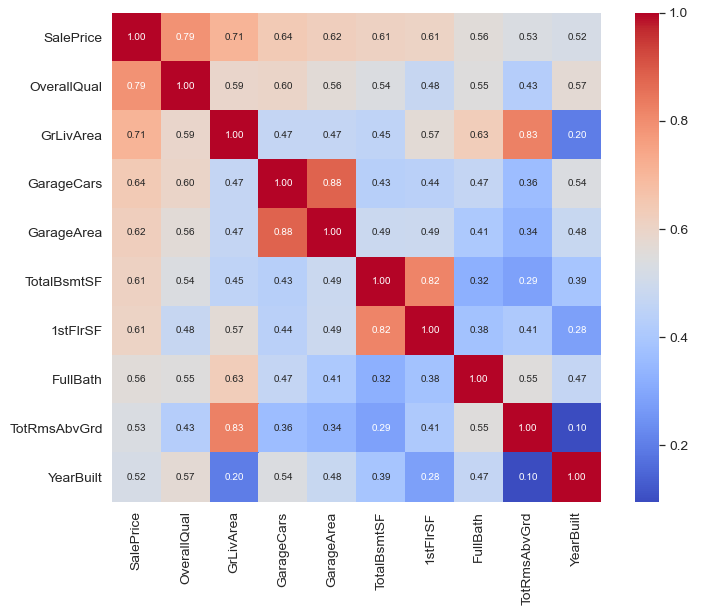 SalePrice 1.00 0.79 0.71 0.64 0.62 0.61 0.61 0.56 0.53 0.52
OverallQual 0.79 1.00 0.59 0.60 0.56 0.54 0.48 0.55 0.43 0.57
GrLivArea 0.71 0.59 1.00 0.47 0.47 0.45 0.57 0.63 0.83 0.20
GarageCars 0.64 0.60 0.47 1.00 0.88 0.43 0.44 0.47 0.36 0.54
GarageArea 0.62 0.56 0.47 0.88 1.00 0.49 0.49 0.41 0.34 0.48
TotalBsmtSF 0.61 0.54 0.45 0.43 0.49 1.00 0.82 0.32 0.29 0.39
1stFlrSF 0.61 0.48 0.57 0.44 0.49 0.82 1.00 0.38 0.41 0.28
FullBath 0.56 0.55 0.63 0.47 0.41 0.32 0.38 1.00 0.55 0.47
TotRmsAbvGrd 0.53 0.43 0.83 0.36 0.34 0.29 0.41 0.55 1.00 0.10
YearBuilt 0.52 0.57 0.20 0.54 0.48 0.39 0.28 0.47 0.10 1.00
SalePrice
OverallQual
GrLivArea
GarageCars
GarageArea
TotalBsmtSF
1stFlrSF
FullBath
TotRmsAbvGrd
YearBuilt
1.0
0.8
0.6
0.4
0.2